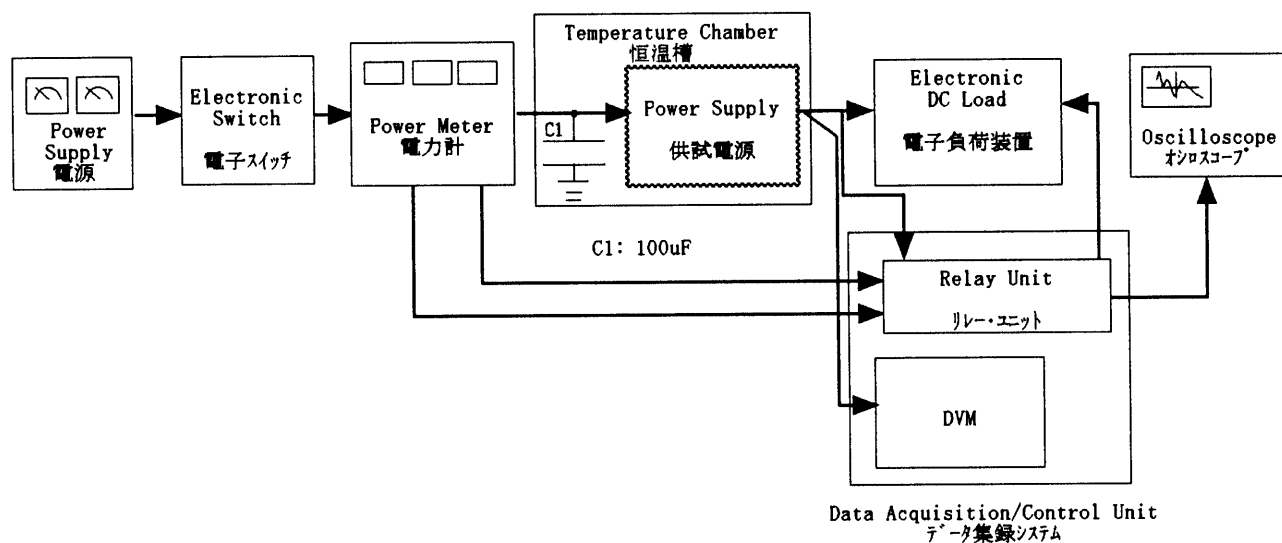 Power
Supply
電源
Electronic
Switch
電子スイッチ
Power Meter
電力計
Temperature Chamber
恒温槽
C1
Power Supply
供試電源
Electronic
DC Load
電子負荷装置
Oscilloscope
オシロスコープ
C1: 100uF
Relay Unit
リレー・ユニット
DVM
Data Acquisition/Control Unit
データ集録システム